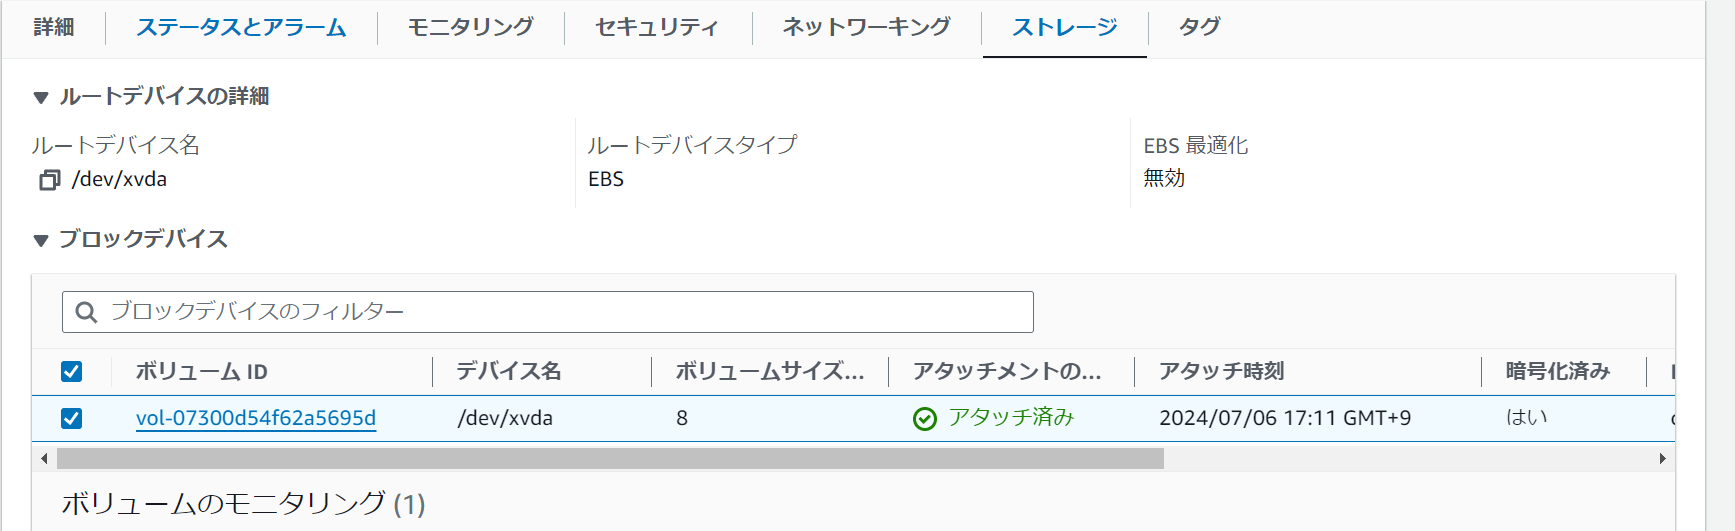 詳細 ステータスとアラーム モニタリング セキュリティ ネットワーキング ストレージ タグ
▼ ルートデバイスの詳細
ルートデバイス名 ルートデバイスタイプ EBS 最適化
/dev/xvda EBS 無効
▼ ブロックデバイス
ブロックデバイスのフィルター
ボリューム ID デバイス名 ボリュームサイズ... アタッチメントの... アタッチ時刻 暗号化済み
vol-07300d54f62a5695d /dev/xvda 8 アタッチ済み 2024/07/06 17:11 GMT+9 はい
ボリュームのモニタリング (1)